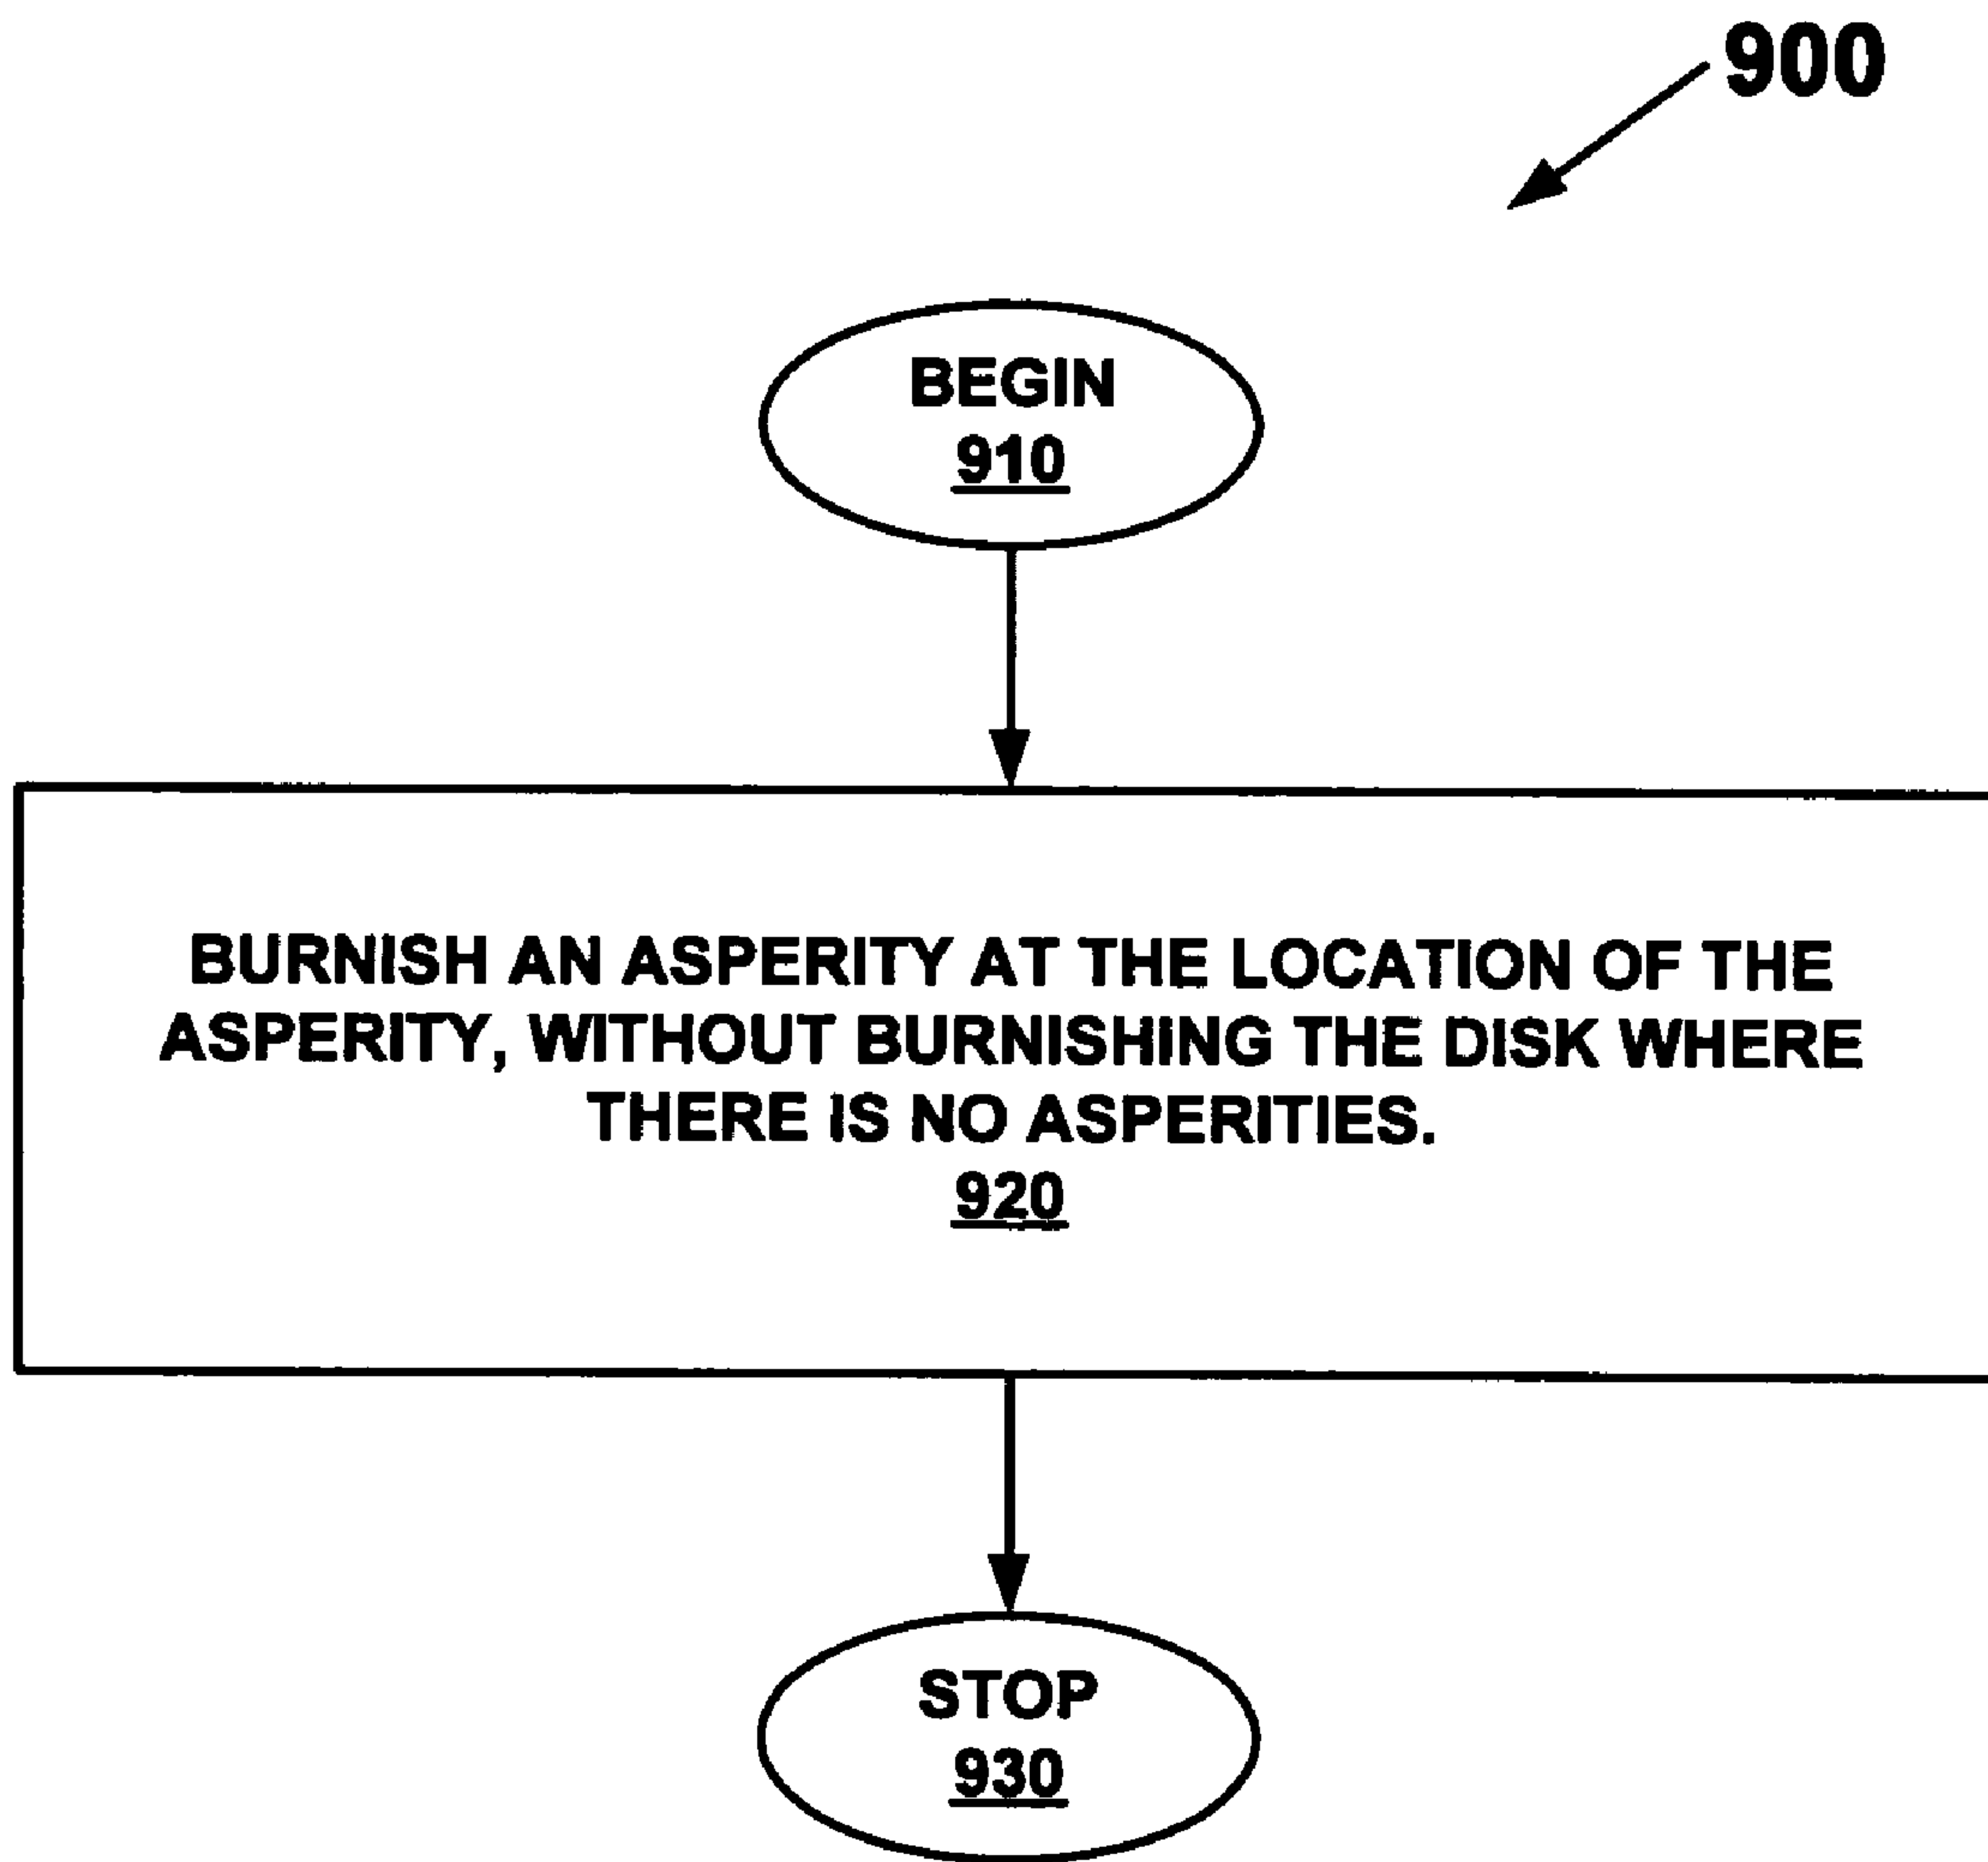 900
BEGIN
910
BURNISH AN ASPERITY AT THE LOCATION OF THE
ASPERITY, WITHOUT BURNISHING THE DISK WHERE
THERE IS NO ASPERITIES.
920
STOP
930